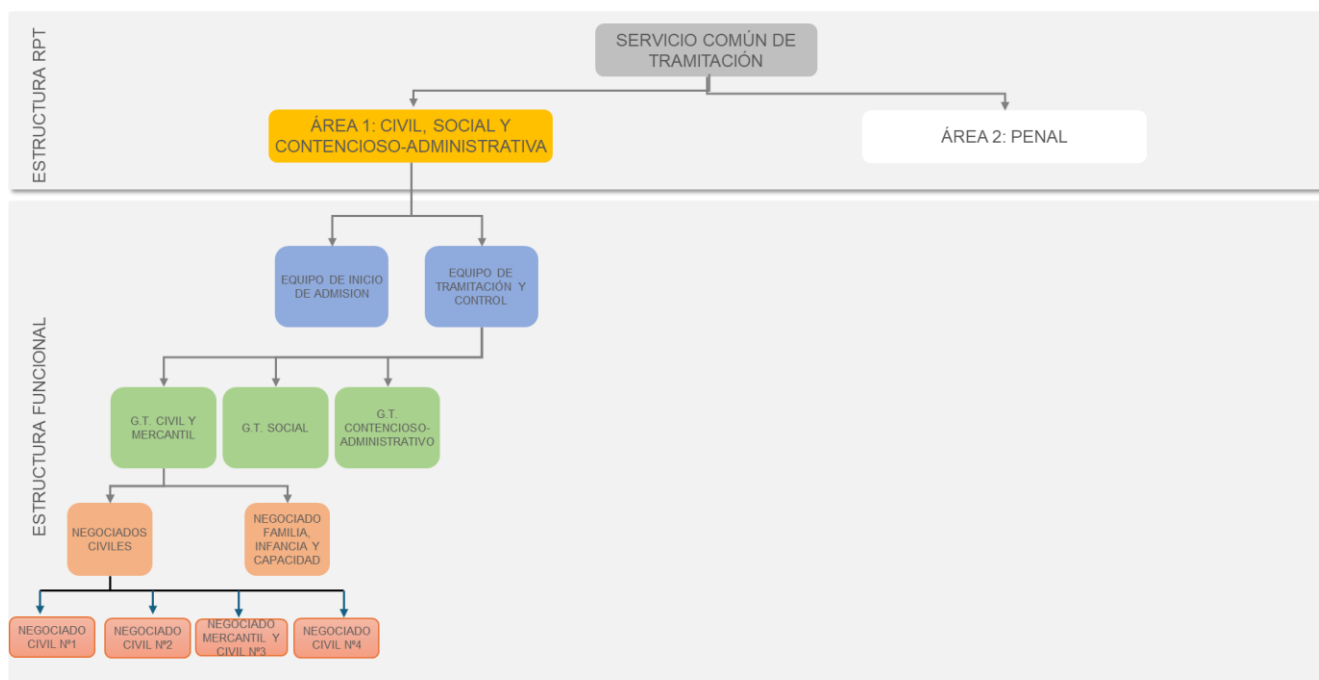 ESTRUCTURA RPT
SERVICIO COMÚN DE
TRAMITACIÓN
ÁREA 1: CIVIL, SOCIAL Y
CONTENCIOSO-ADMINISTRATIVA
ÁREA 2: PENAL
ESTRUCTURA FUNCIONAL
EQUIPO DE INICIO
DE ADMISION
EQUIPO DE
TRAMITACIÓN Y
CONTROL
G.T. CIVIL Y
MERCANTIL
G.T. SOCIAL
G.T.
CONTENCIOSO-
ADMINISTRATIVO
NEGOCIADOS
CIVILES
NEGOCIADO
FAMILIA,
INFANCIA Y
CAPACIDAD
NEGOCIADO
CIVIL Nº1
NEGOCIADO
CIVIL Nº2
NEGOCIADO
MERCANTIL Y
CIVIL Nº3
NEGOCIADO
CIVIL Nº4